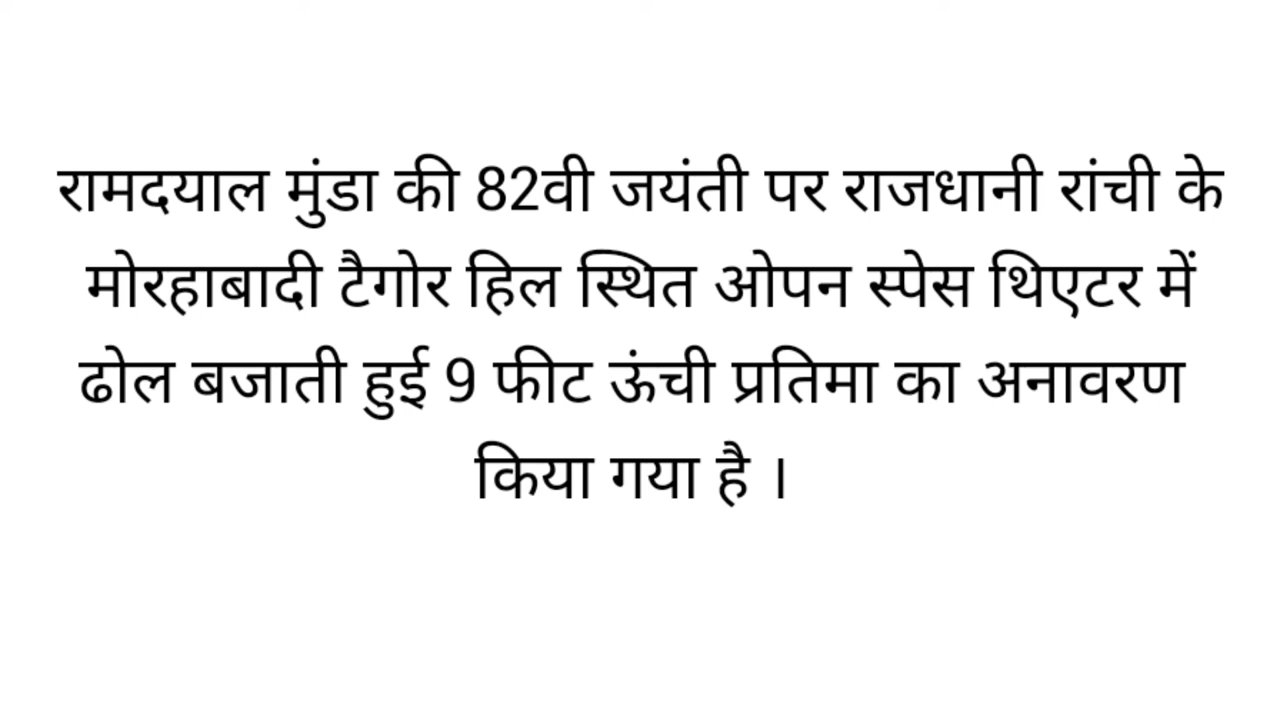 रामदयाल मुंडा की 82वी जयंती पर राजधानी रांची के
मोरहाबादी टैगोर हिल स्थित ओपन स्पेस थिएटर में
ढोल बजाती हुई 9 फीट ऊंची प्रतिमा का अनावरण
किया गया है ।